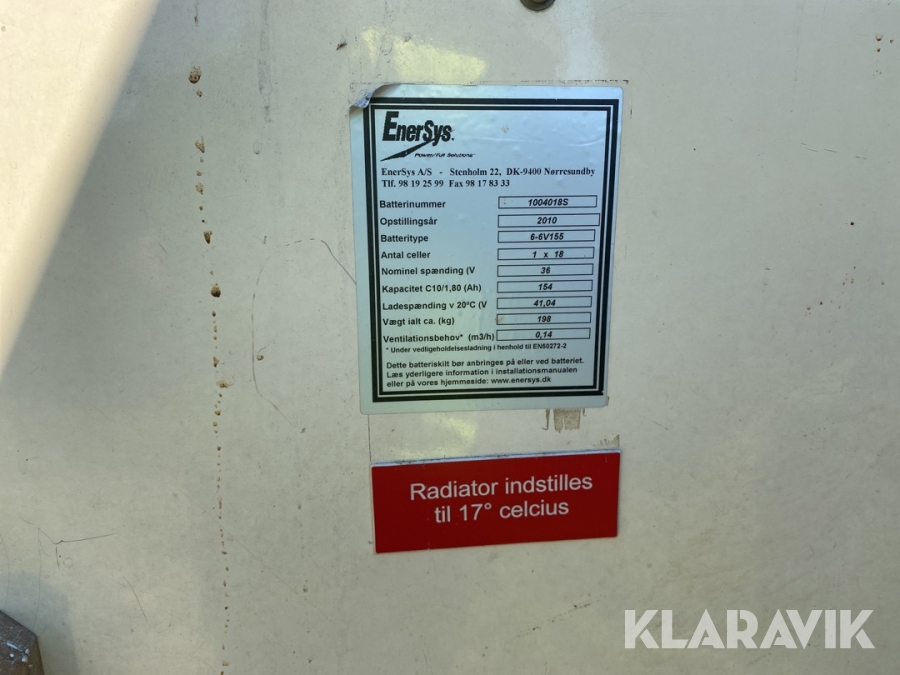 EnerSys.
Power/Full Solutions
EnerSys A/S - Stenholm 22, DK-9400 Nørresundby
Tlf. 98 19 25 99 Fax 98 17 83 33
Batterinummer 1004018S
Opstillingsår 2010
Batteritype 6-6V155
Antal celler 1 x 18
Nominel spænding (V 36
Kapacitet C10/1,80 (Ah) 154
Ladespænding v 20ºC (V 41,04
Vægt ialt ca. (kg) 198
Ventilationsbehov* (m3/h) 0,14
* Under vedligeholdelsesladning i henhold til EN50272-2
Dette batteriskilt bør anbringes på eller ved batteriet.
Læs yderligere information i installationsmanualen
eller på vores hjemmeside: www.enersys.dk
Radiator indstilles
til 17° celcius
KLARAVIK